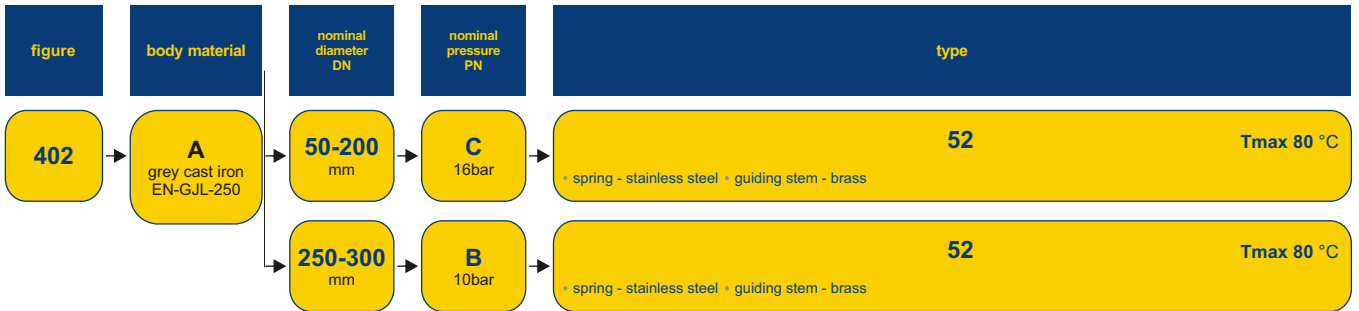 figure
body material
nominal
diameter
DN
nominal
pressure
PN
type
402
A
grey cast iron
EN-GJL-250
50-200
mm
C
16bar
52
Tmax 80 °C
• spring - stainless steel • guiding stem - brass
250-300
mm
B
10bar
52
Tmax 80 °C
• spring - stainless steel • guiding stem - brass